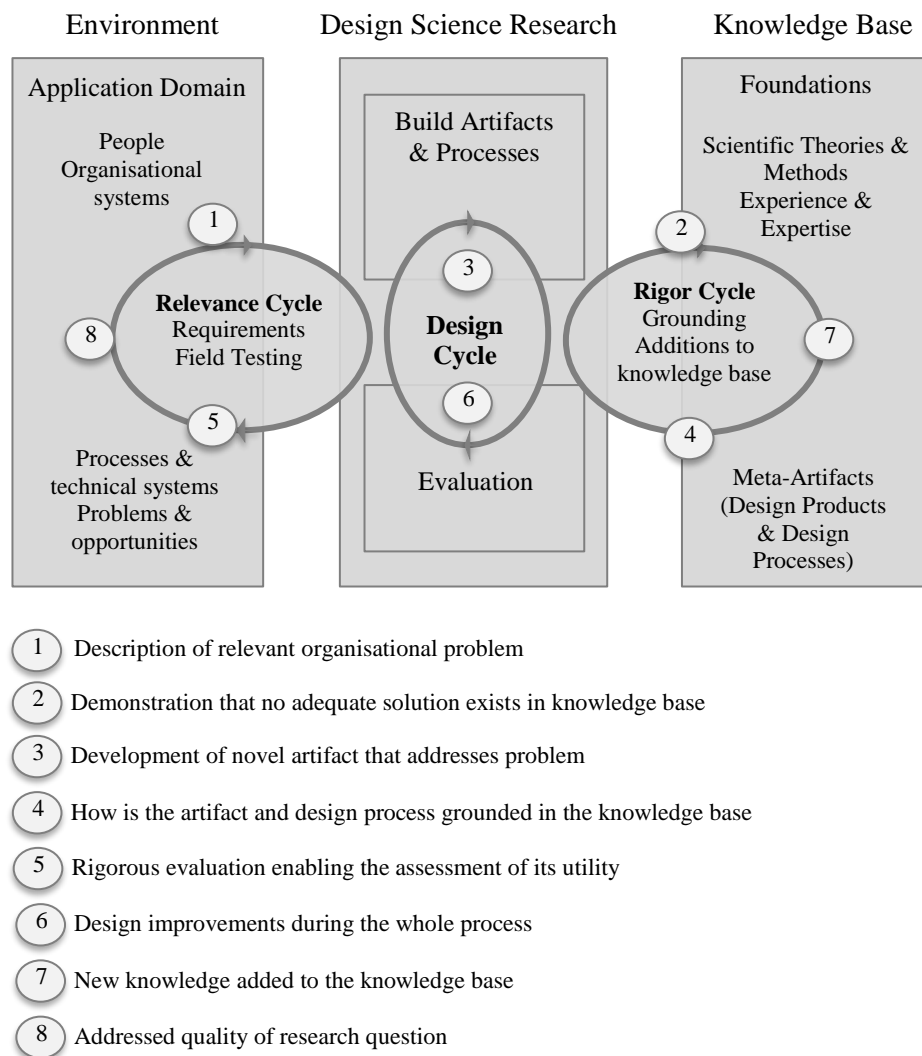 Environment
Design Science Research
Knowledge Base
Application Domain
People
Organisational
systems
1
8
Relevance Cycle
Requirements
Field Testing
5
Processes &
technical systems
Problems &
opportunities
Build Artifacts
& Processes
3
Design
Cycle
6
Evaluation
Foundations
Scientific Theories &
Methods
Experience &
Expertise
2
Rigor Cycle
Grounding
Additions to
knowledge base
7
4
Meta-Artifacts
(Design Products
& Design
Processes)
1 Description of relevant organisational problem
2 Demonstration that no adequate solution exists in knowledge base
3 Development of novel artifact that addresses problem
4 How is the artifact and design process grounded in the knowledge base
5 Rigorous evaluation enabling the assessment of its utility
6 Design improvements during the whole process
7 New knowledge added to the knowledge base
8 Addressed quality of research question